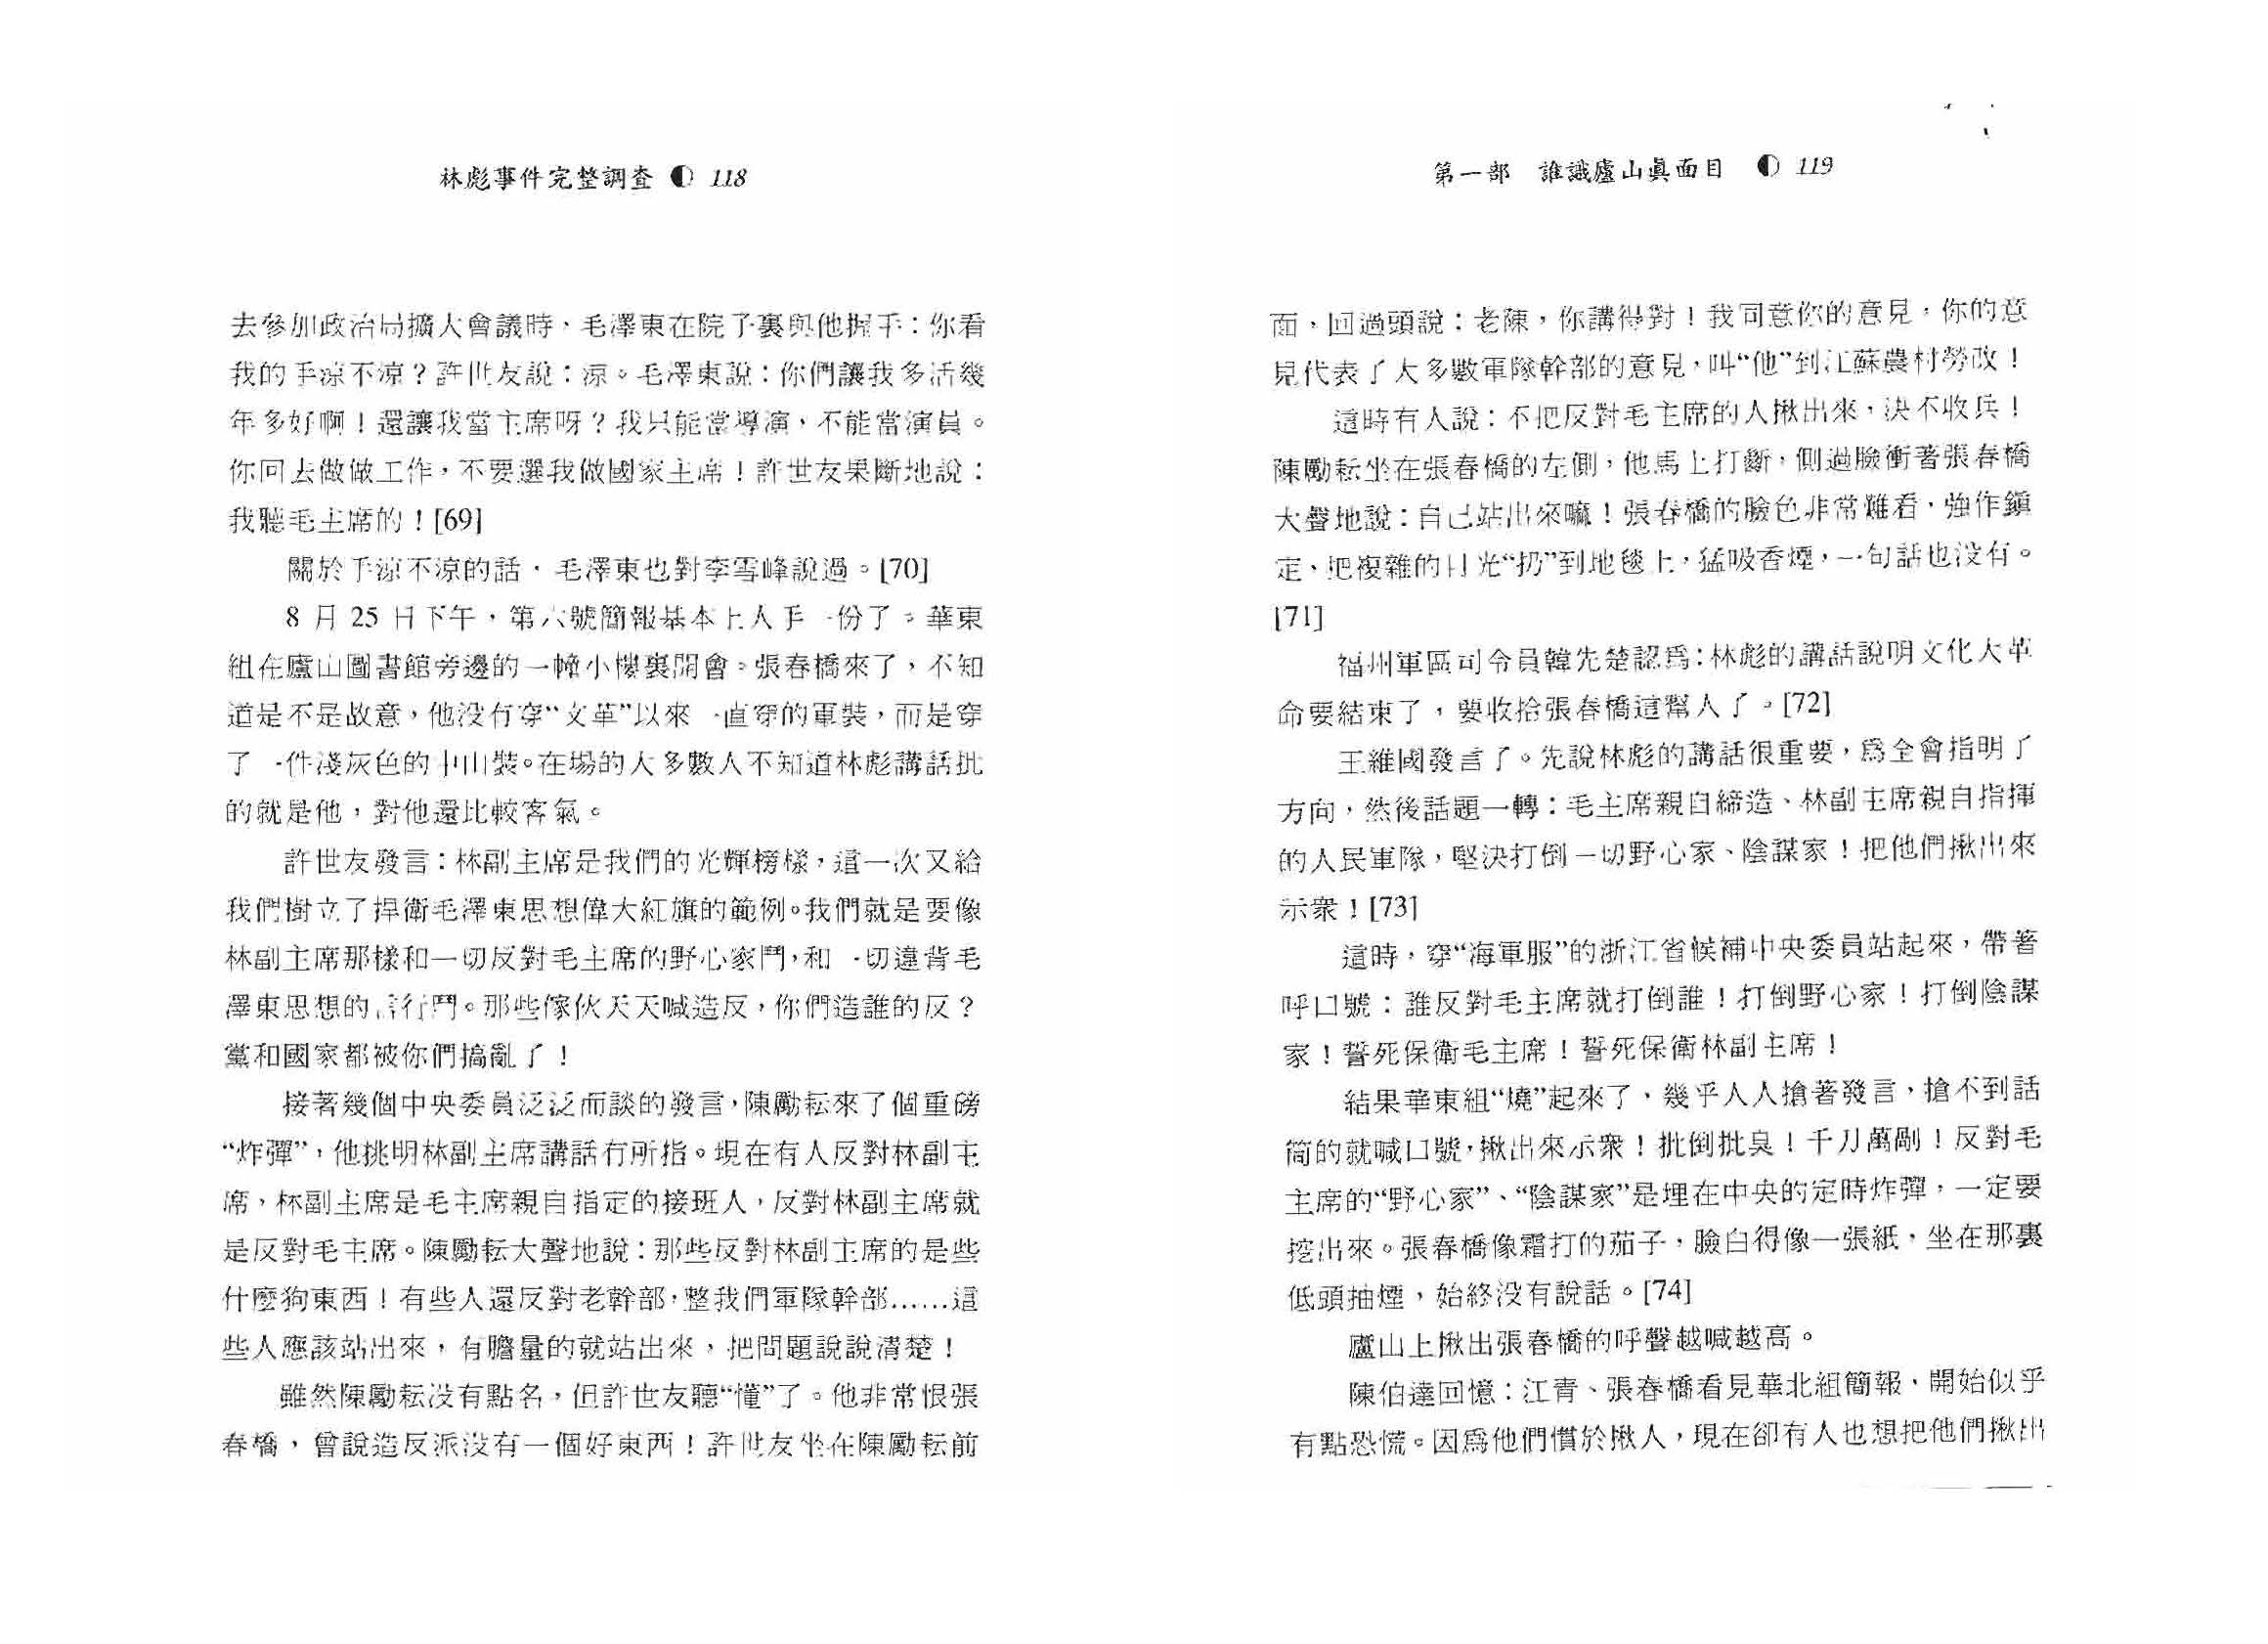 林彪事件完整調查 ◐ 118
去參加政治局擴大會議時，毛澤東在院子裏與他握手：你看
我的手涼不涼？許世友說：涼。毛澤東說：你們讓我多活幾
年多好啊！還讓我當主席呀？我只能當導演，不能當演員。
你回去做做工作，不要選我做國家主席！許世友果斷地說：
我聽毛主席的！[69]
關於手涼不涼的話，毛澤東也對李雪峰說過。[70]
8 月 25 日下午，第六號簡報基本上人手一份了。華東
組在廬山圖書館旁邊的一幢小樓裏開會。張春橋來了，不知
道是不是故意，他没有穿“文革”以來一直穿的軍裝，而是穿
了一件淺灰色的中山裝。在場的大多數人不知道林彪講話批
的就是他，對他還比較客氣。
許世友發言：林副主席是我們的光輝榜樣，這一次又給
我們樹立了捍衛毛澤東思想偉大紅旗的範例。我們就是要像
林副主席那樣和一切反對毛主席的野心家鬥，和一切違背毛
澤東思想的言行鬥。那些傢伙天天喊造反，你們造誰的反？
黨和國家都被你們搞亂了！
接著幾個中央委員泛泛而談的發言，陳勵耘來了個重磅
“炸彈”，他挑明林副主席講話有所指。現在有人反對林副主
席，林副主席是毛主席親自指定的接班人，反對林副主席就
是反對毛主席。陳勵耘大聲地說：那些反對林副主席的是些
什麼狗東西！有些人還反對老幹部，整我們軍隊幹部……這
些人應該站出來，有膽量的就站出來，把問題說說清楚！
雖然陳勵耘没有點名，但許世友聽“懂”了。他非常恨張
春橋，曾說造反派没有一個好東西！許世友坐在陳勵耘前
第一部 誰識廬山眞面目 ◐ 119
面，回過頭說：老陳，你講得對！我同意你的意見，你的意
見代表了大多數軍隊幹部的意見，叫“他”到江蘇農村勞改！
這時有人說：不把反對毛主席的人揪出來，決不收兵！
陳勵耘坐在張春橋的左側，他馬上打斷，側過臉衝著張春橋
大聲地說：自己站出來嘛！張春橋的臉色非常難看，強作鎮
定、把複雜的目光“扔”到地毯上，猛吸香煙，一句話也没有。
[71]
福州軍區司令員韓先楚認爲：林彪的講話說明文化大革
命要結束了，要收拾張春橋這幫人了。[72]
王維國發言了。先說林彪的講話很重要，爲全會指明了
方向，然後話題一轉：毛主席親自締造、林副主席親自指揮
的人民軍隊，堅決打倒一切野心家、陰謀家！把他們揪出來
示衆！[73]
這時，穿“海軍服”的浙江省候補中央委員站起來，帶著
呼口號：誰反對毛主席就打倒誰！打倒野心家！打倒陰謀
家！誓死保衛毛主席！誓死保衛林副主席！
結果華東組“燒”起來了，幾乎人人搶著發言，搶不到話
筒的就喊口號，揪出來示衆！批倒批臭！千刀萬剮！反對毛
主席的“野心家”、“陰謀家”是埋在中央的定時炸彈，一定要
挖出來。張春橋像霜打的茄子，臉白得像一張紙，坐在那裏
低頭抽煙，始終没有說話。[74]
廬山上揪出張春橋的呼聲越喊越高。
陳伯達回憶：江青、張春橋看見華北組簡報，開始似乎
有點恐慌。因爲他們慣於揪人，現在卻有人也想把他們揪出